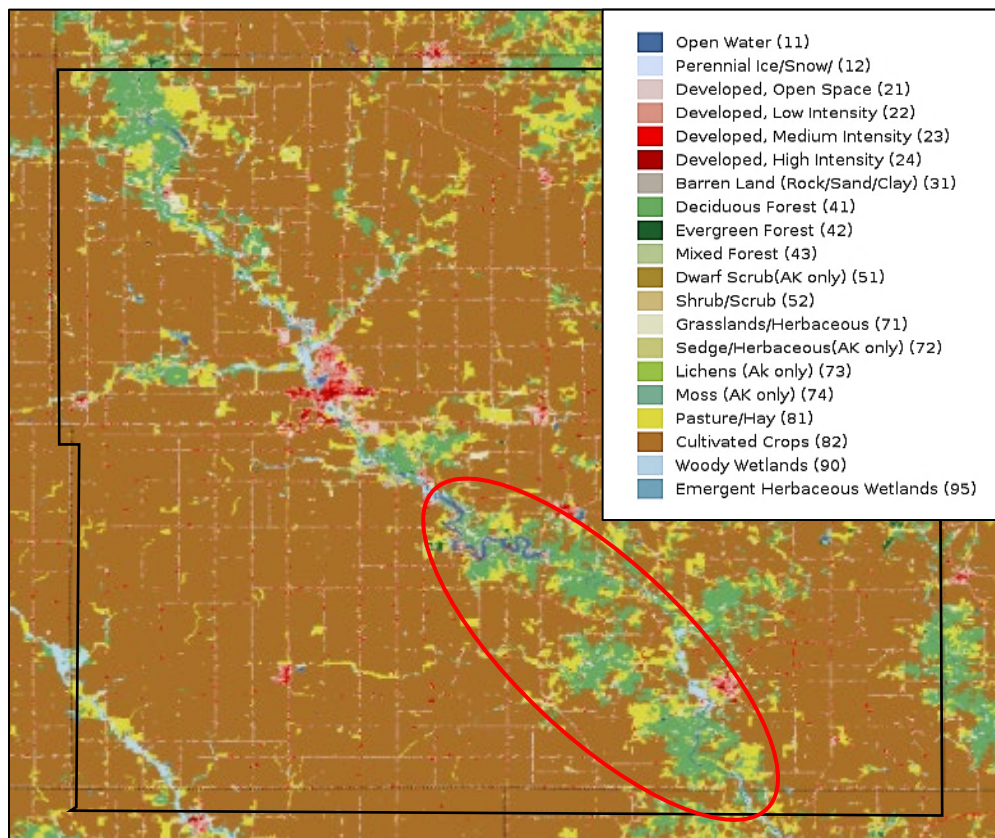 Open Water (11)
Perennial Ice/Snow/ (12)
Developed, Open Space (21)
Developed, Low Intensity (22)
Developed, Medium Intensity (23)
Developed, High Intensity (24)
Barren Land (Rock/Sand/Clay) (31)
Deciduous Forest (41)
Evergreen Forest (42)
Mixed Forest (43)
Dwarf Scrub(AK only) (51)
Shrub/Scrub (52)
Grasslands/Herbaceous (71)
Sedge/Herbaceous(AK only) (72)
Lichens (Ak only) (73)
Moss (AK only) (74)
Pasture/Hay (81)
Cultivated Crops (82)
Woody Wetlands (90)
Emergent Herbaceous Wetlands (95)